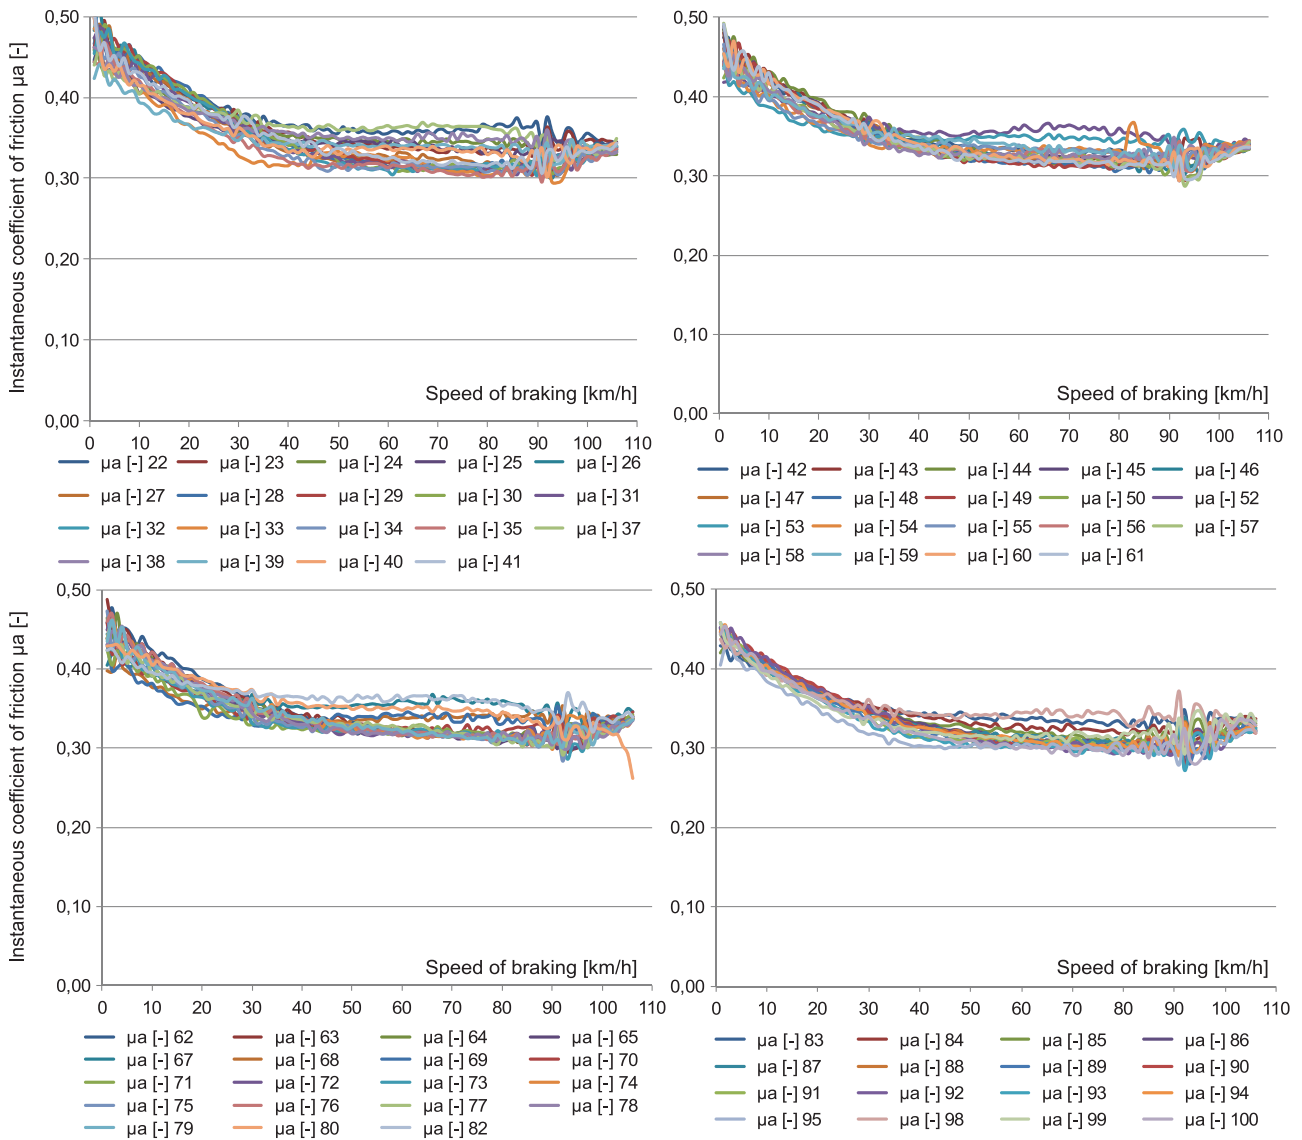 Instantaneous coefficient of friction µa [-]
0,50
0,40
0,30
0,20
0,10
0,00
Speed of braking [km/h]
0 10 20 30 40 50 60 70 80 90 100 110
µa [-] 22 µa [-] 23 µa [-] 24 µa [-] 25 µa [-] 26
µa [-] 27 µa [-] 28 µa [-] 29 µa [-] 30 µa [-] 31
µa [-] 32 µa [-] 33 µa [-] 34 µa [-] 35 µa [-] 37
µa [-] 38 µa [-] 39 µa [-] 40 µa [-] 41
0,50
0,40
0,30
0,20
0,10
0,00
Speed of braking [km/h]
0 10 20 30 40 50 60 70 80 90 100 110
µa [-] 42 µa [-] 43 µa [-] 44 µa [-] 45 µa [-] 46
µa [-] 47 µa [-] 48 µa [-] 49 µa [-] 50 µa [-] 52
µa [-] 53 µa [-] 54 µa [-] 55 µa [-] 56 µa [-] 57
µa [-] 58 µa [-] 59 µa [-] 60 µa [-] 61
Instantaneous coefficient of friction µa [-]
0,50
0,40
0,30
0,20
0,10
0,00
Speed of braking [km/h]
0 10 20 30 40 50 60 70 80 90 100 110
µa [-] 62 µa [-] 63 µa [-] 64 µa [-] 65
µa [-] 67 µa [-] 68 µa [-] 69 µa [-] 70
µa [-] 71 µa [-] 72 µa [-] 73 µa [-] 74
µa [-] 75 µa [-] 76 µa [-] 77 µa [-] 78
µa [-] 79 µa [-] 80 µa [-] 82
0,50
0,40
0,30
0,20
0,10
0,00
Speed of braking [km/h]
0 10 20 30 40 50 60 70 80 90 100 110
µa [-] 83 µa [-] 84 µa [-] 85 µa [-] 86
µa [-] 87 µa [-] 88 µa [-] 89 µa [-] 90
µa [-] 91 µa [-] 92 µa [-] 93 µa [-] 94
µa [-] 95 µa [-] 98 µa [-] 99 µa [-] 100